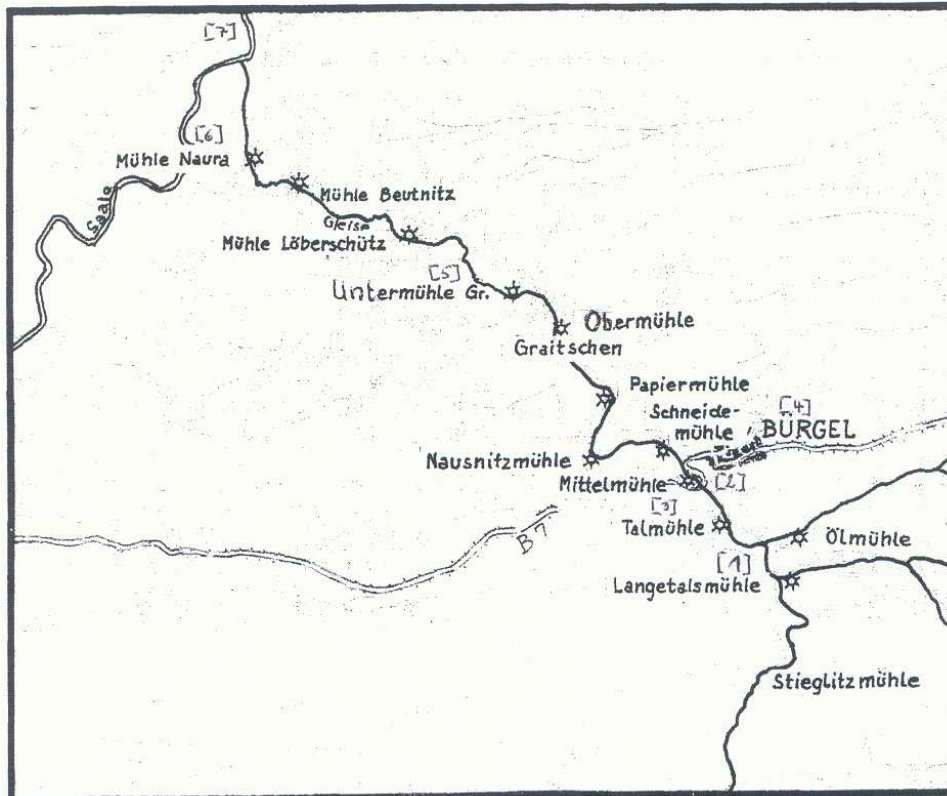 [7]
[6]
Mühle Naura
Saale
Mühle Beutnitz
Gleise
Mühle Löberschütz
[5]
Untermühle Gr.
Obermühle
Graitschen
Papiermühle
Schneide-
mühle
[4]
BÜRGEL
Nausnitzmühle
Mittelmühle
[2]
[3]
Talmühle
B7
Ölmühle
[1]
Langetalsmühle
Stieglitzmühle